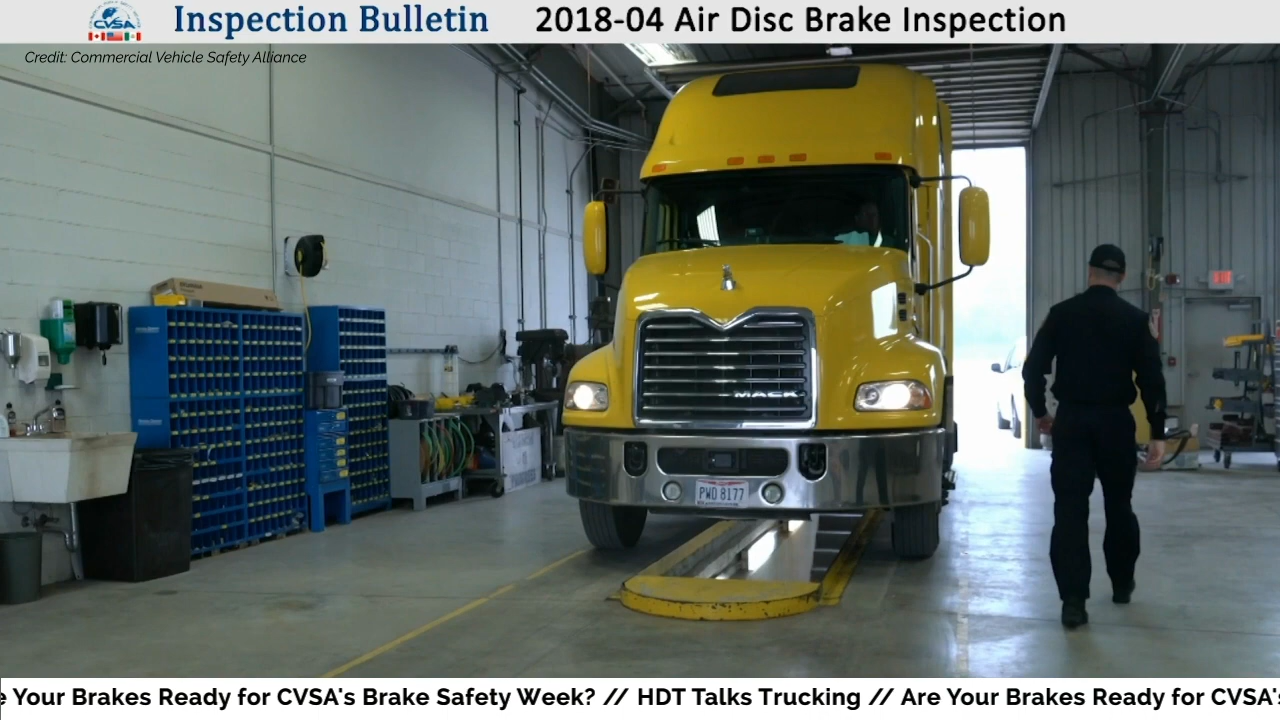 CVSA
Inspection Bulletin
2018-04 Air Disc Brake Inspection
Credit: Commercial Vehicle Safety Alliance
MACK
PWD 8177
e Your Brakes Ready for CVSA's Brake Safety Week? // HDT Talks Trucking // Are Your Brakes Ready for CVSA's